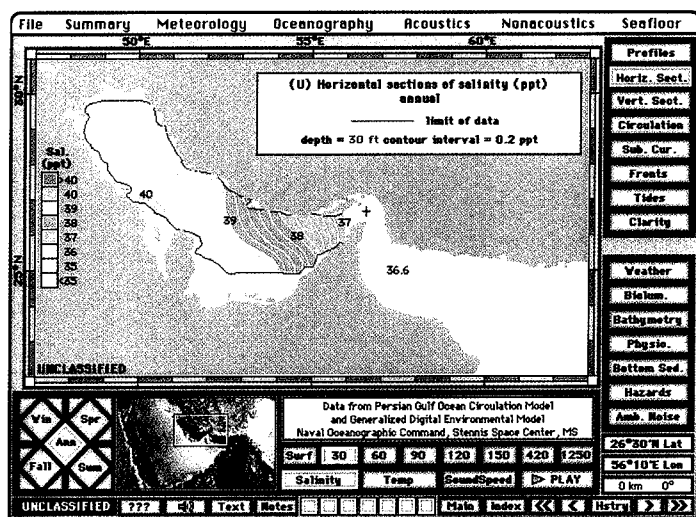 File Summary Meteorology Oceanography Acoustics Nonacoustics Seafloor
50°E 55°E 60°E
30°N
25°N
(U) Horizontal sections of salinity (ppt)
annual
limit of data
depth = 30 ft contour interval = 0.2 ppt
Sal.
(ppt)
>40
40
39
38
37
36
35
<35
40
39
38
37
36.6
UNCLASSIFIED
Profiles
Horiz. Sect.
Vert. Sect.
Circulation
Sub. Cur.
Fronts
Tides
Clarity
Weather
Biolum.
Bathymetry
Physio.
Bottom Sed.
Hazards
Amb. Noise
Win Spr
Ann
Fall Sum
Data from Persian Gulf Ocean Circulation Model
and Generalized Digital Environmental Model
Naval Oceanographic Command, Stennis Space Center, MS
Surf 30 60 90 120 150 420 1250
Salinity Temp SoundSpeed ▷ PLAY
26°30'N Lat
56°10'E Lon
0 km 0°
UNCLASSIFIED ??? Text Notes Main Index << < Hstry > >>